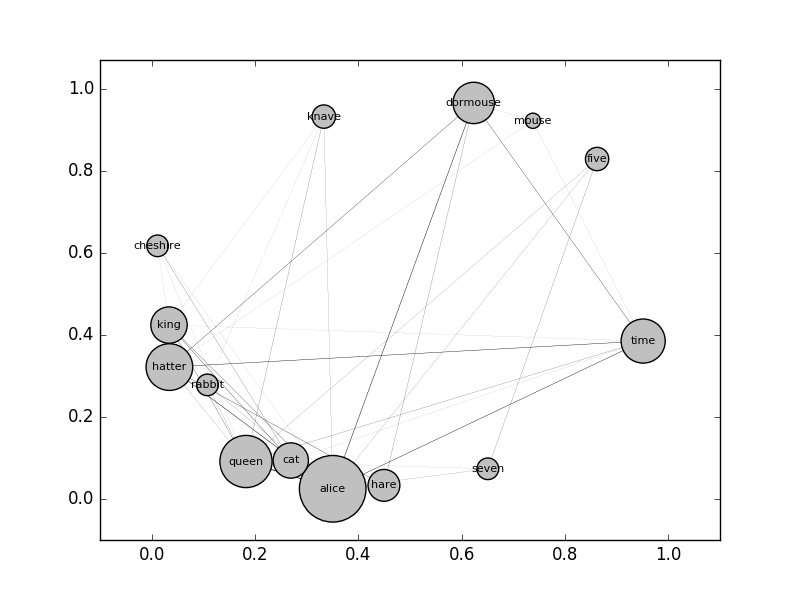 1.0
0.8
0.6
0.4
0.2
0.0
knave
dormouse
mouse
five
cheshire
king
hatter
rabbit
time
queen
cat
alice
hare
seven
0.0 0.2 0.4 0.6 0.8 1.0